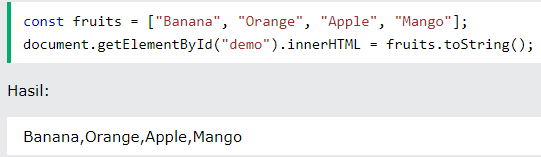 const fruits = ["Banana", "Orange", "Apple", "Mango"];
document.getElementById("demo").innerHTML = fruits.toString();
Hasil:
Banana,Orange,Apple,Mango